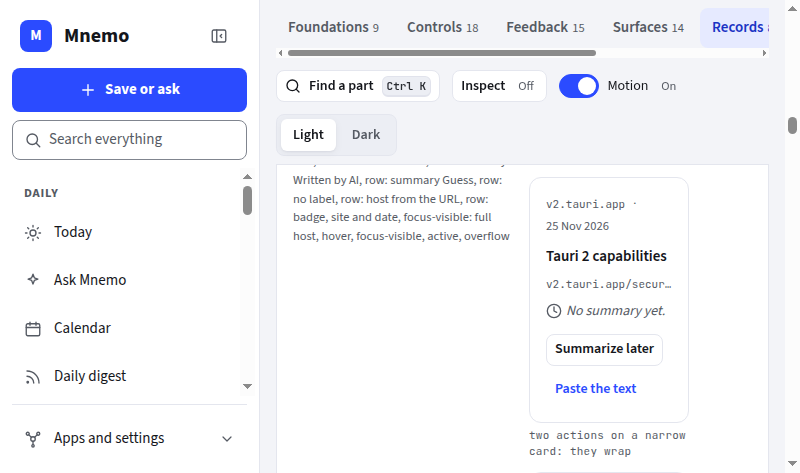 M Mnemo
Save or ask
Search everything
DAILY
Today
Ask Mnemo
Calendar
Daily digest
Apps and settings
Foundations 9
Controls 18
Feedback 15
Surfaces 14
Records
Find a part Ctrl K
Inspect Off
Motion On
Light
Dark
Written by AI, row: summary Guess, row:
no label, row: host from the URL, row:
badge, site and date, focus-visible: full
host, hover, focus-visible, active, overflow
v2.tauri.app ·
25 Nov 2026
Tauri 2 capabilities
v2.tauri.app/secur…
No summary yet.
Summarize later
Paste the text
two actions on a narrow
card: they wrap